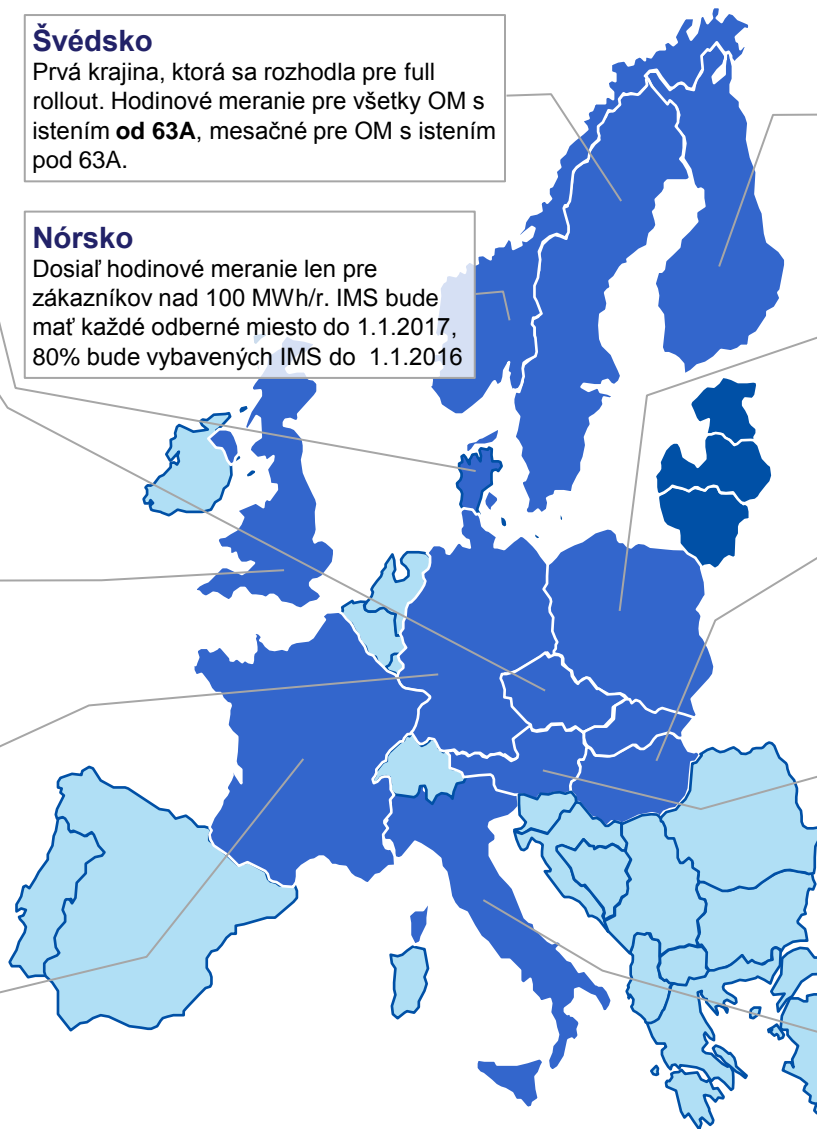 Švédsko
Prvá krajina, ktorá sa rozhodla pre full
rollout. Hodinové meranie pre všetky OM s
istením od 63A, mesačné pre OM s istením
pod 63A.
Nórsko
Dosiaľ hodinové meranie len pre
zákazníkov nad 100 MWh/r. IMS bude
mať každé odberné miesto do 1.1.2017,
80% bude vybavených IMS do 1.1.2016